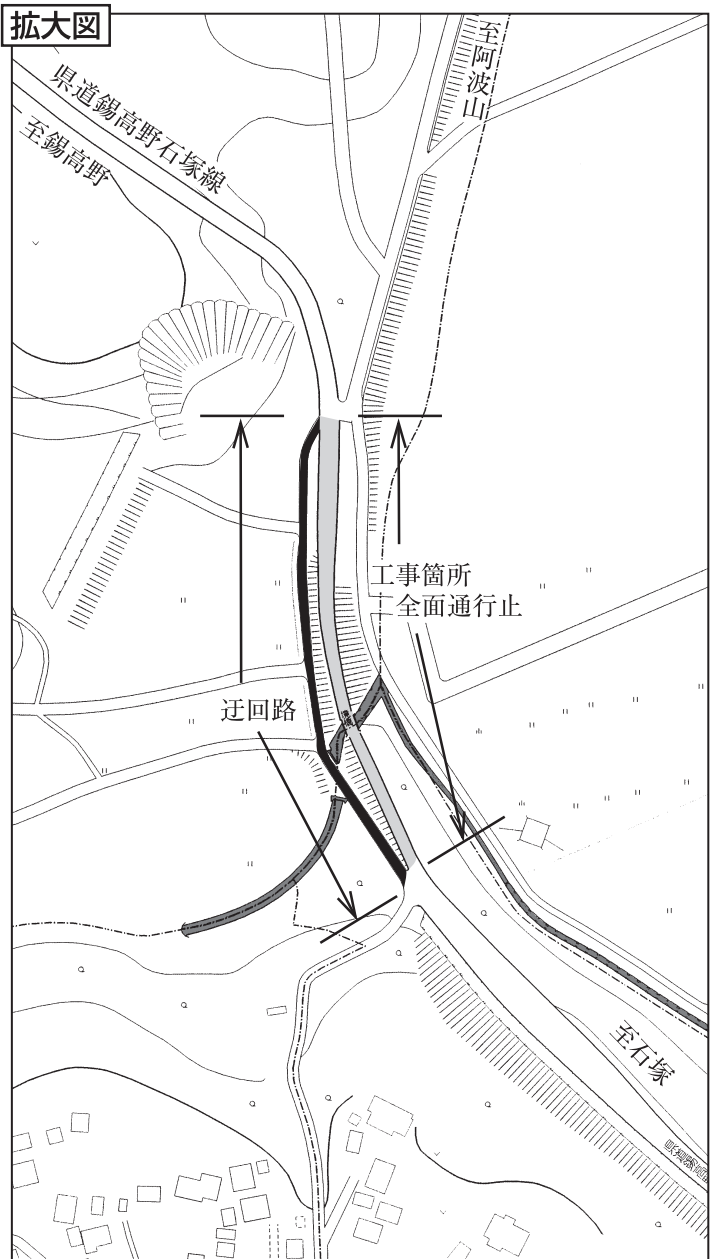 拡大図
至阿波山
県道錫高野石塚線
至錫高野
工事箇所
全面通行止
迂回路
至石塚